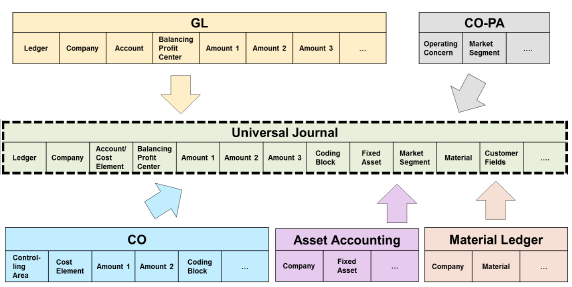 GL
Ledger Company Account Balancing Profit Center Amount 1 Amount 2 Amount 3 …
CO-PA
Operating Concern Market Segment ….
Universal Journal
Ledger Company Account/ Cost Element Balancing Profit Center Amount 1 Amount 2 Amount 3 Coding Block Fixed Asset Market Segment Material Customer Fields ….
CO
Control- ling Area Cost Element Amount 1 Amount 2 Coding Block …
Asset Accounting
Company Fixed Asset …
Material Ledger
Company Material …